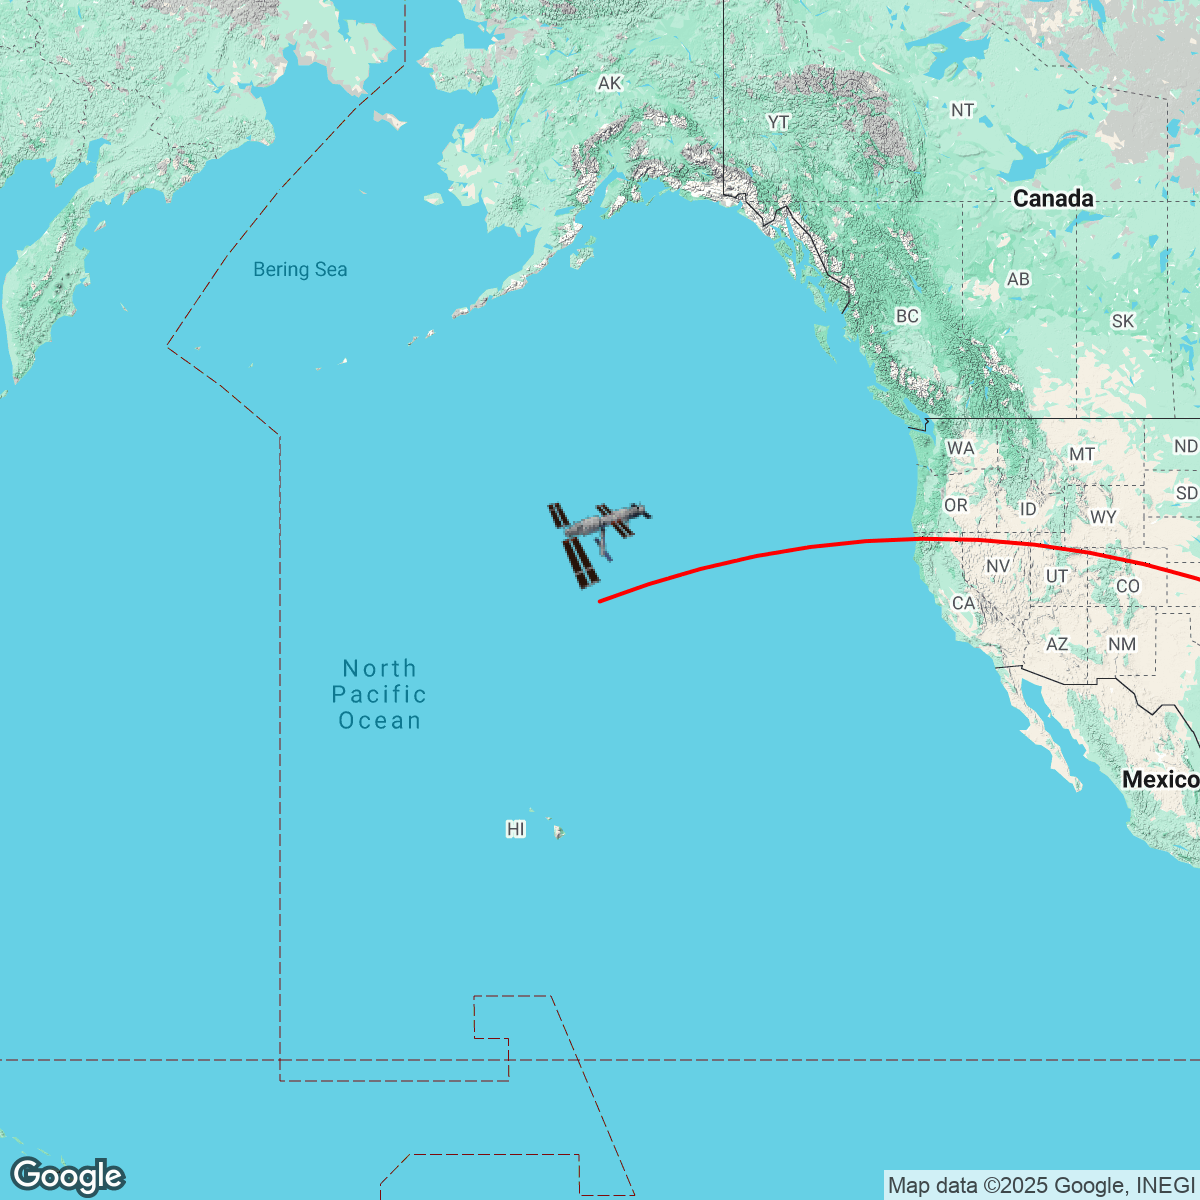 AK
YT
NT
Canada
Bering Sea
AB
BC
SK
WA
MT
ND
OR
ID
SD
WY
NV
UT
CO
CA
AZ
NM
North
Pacific
Ocean
Mexico
HI
Google
Map data ©2025 Google, INEGI